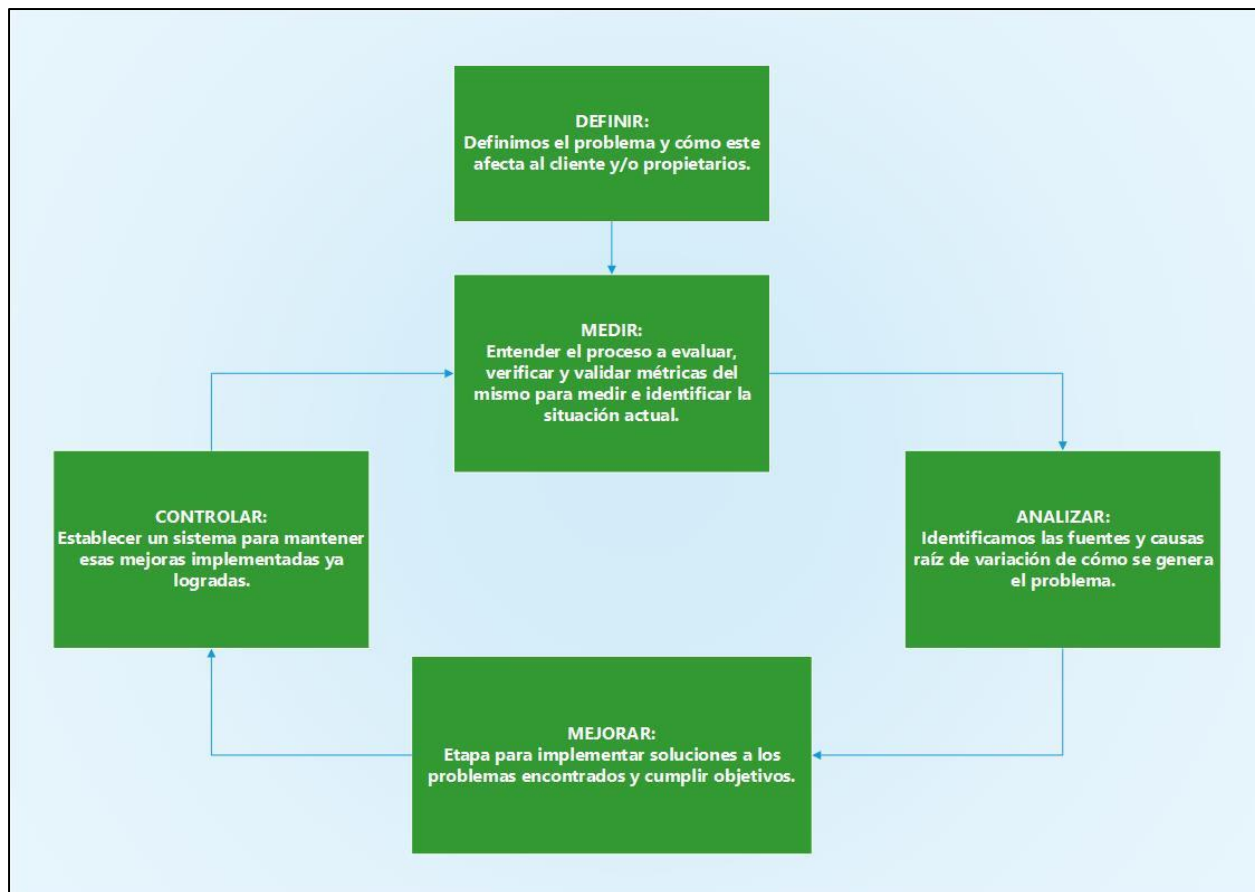 DEFINIR:
Definimos el problema y cómo este
afecta al cliente y/o propietarios.
MEDIR:
Entender el proceso a evaluar,
verificar y validar métricas del
mismo para medir e identificar la
situación actual.
CONTROLAR:
Establecer un sistema para mantener
esas mejoras implementadas ya
logradas.
ANALIZAR:
Identificamos las fuentes y causas
raíz de variación de cómo se genera
el problema.
MEJORAR:
Etapa para implementar soluciones a los
problemas encontrados y cumplir objetivos.